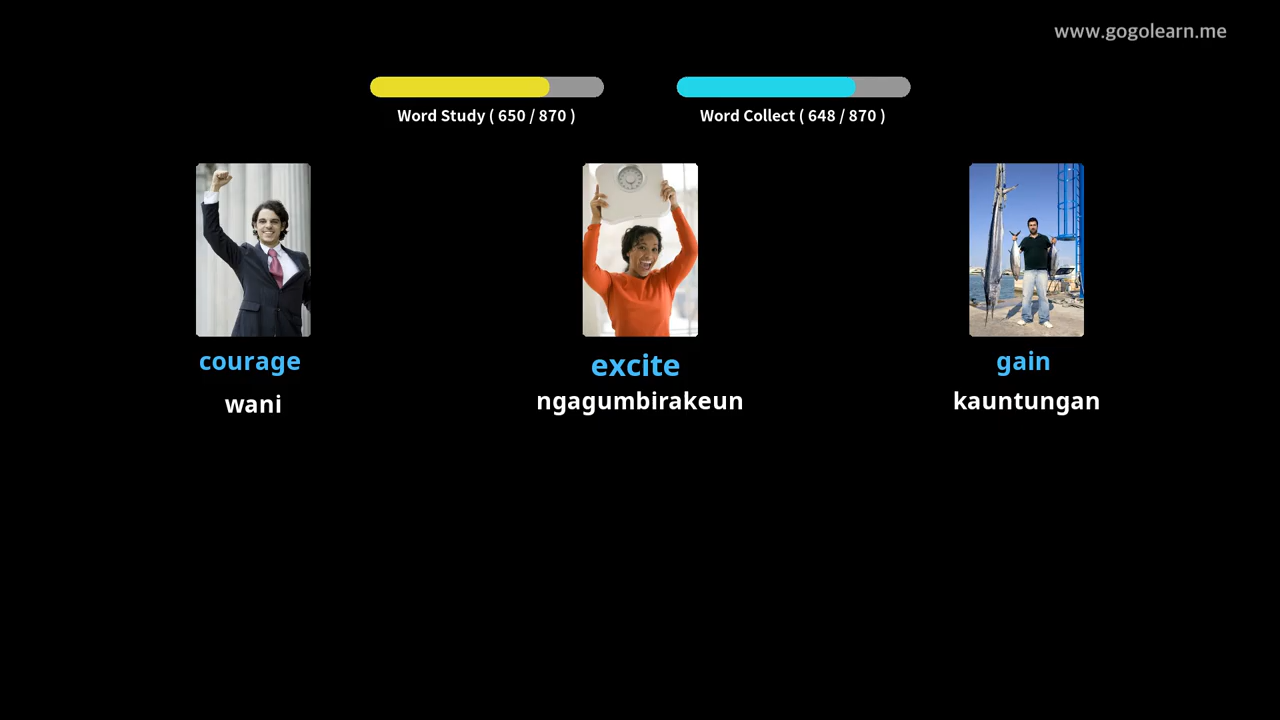 www.gogolearn.me
Word Study ( 650 / 870 )
Word Collect ( 648 / 870 )
courage
excite
gain
wani
ngagumbirakeun
kauntungan